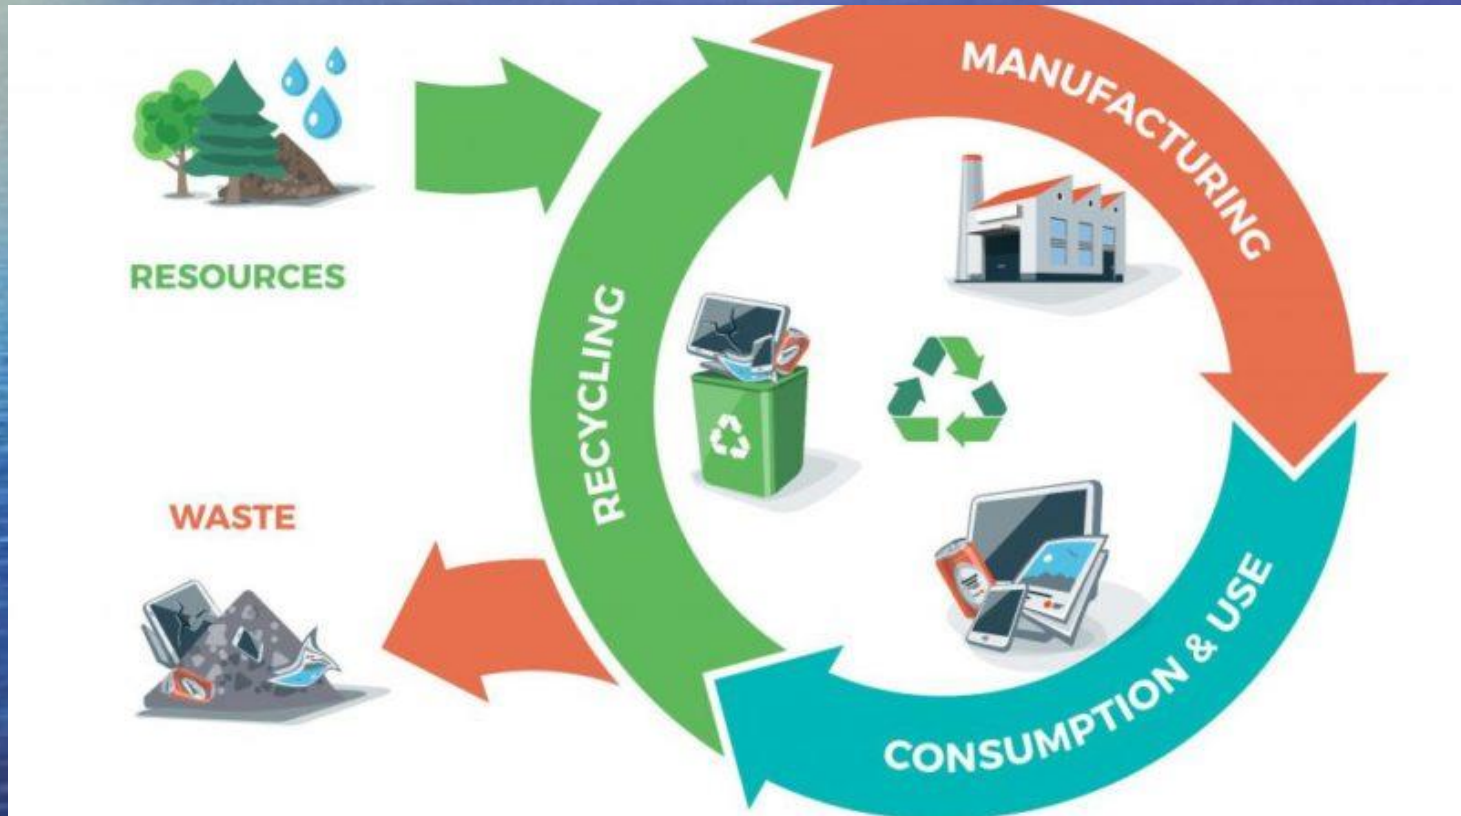 MANUFACTURING
RESOURCES
RECYCLING
WASTE
CONSUMPTION & USE